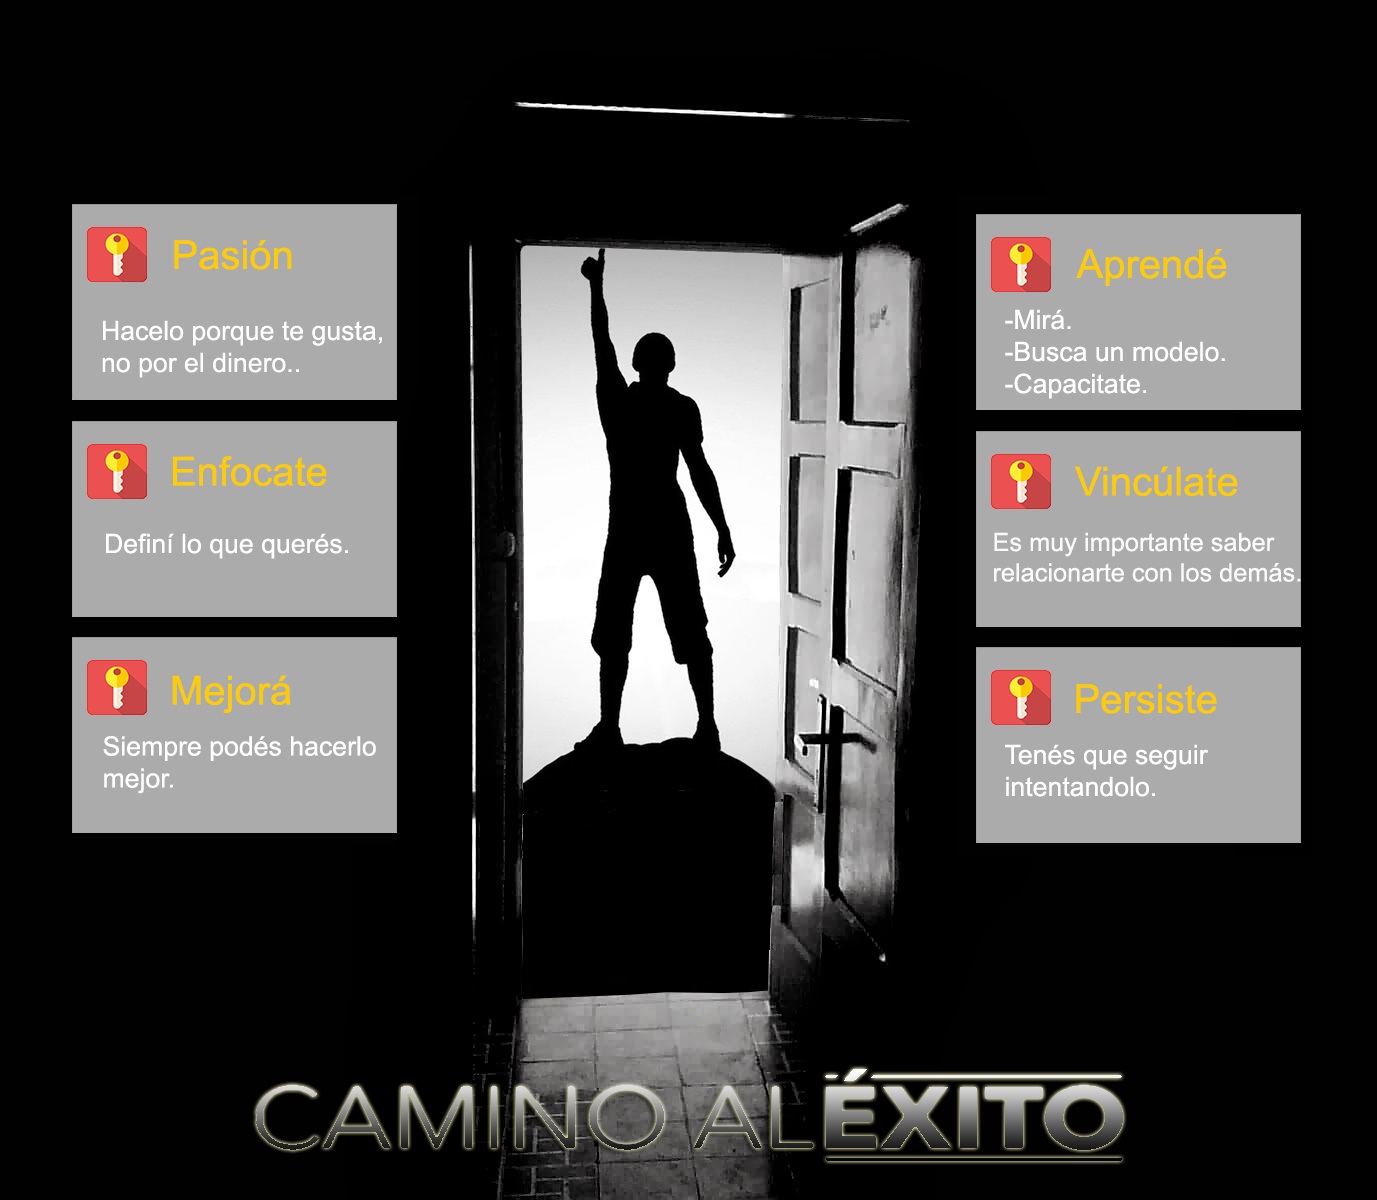 Pasión
Hacelo porque te gusta,
no por el dinero..
Enfocate
Definí lo que querés.
Mejorá
Siempre podés hacerlo
mejor.
Aprendé
-Mirá.
-Busca un modelo.
-Capacitate.
Vincúlate
Es muy importante saber
relacionarte con los demás.
Persiste
Tenés que seguir
intentandolo.
CAMINO AL ÉXITO